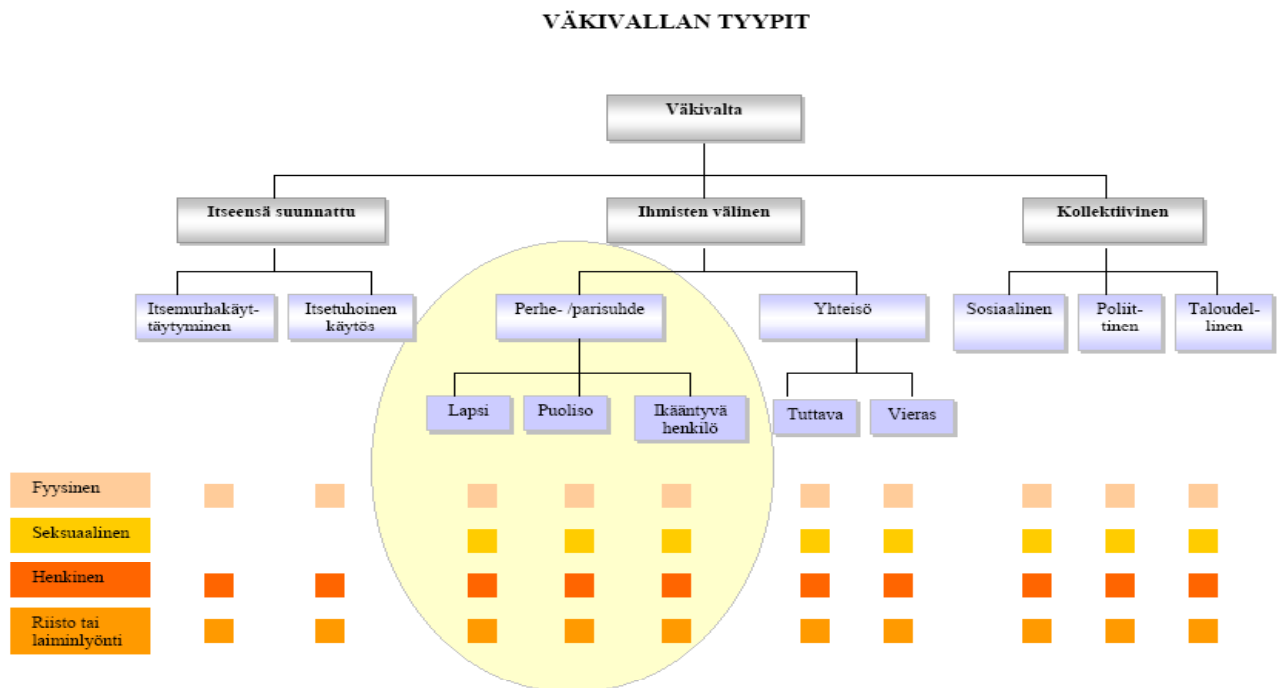 VÄKIVALLAN TYYPIT
Väkivalta
Itseensä suunnattu
Ihmisten välinen
Kollektiivinen
Itsemurhakäyt-
täytyminen
Itsetuhoinen
käytös
Perhe- /parisuhde
Yhteisö
Sosiaalinen
Poliit-
tinen
Taloudel-
linen
Lapsi
Puoliso
Ikääntyvä
henkilö
Tuttava
Vieras
Fyysinen
Seksuaalinen
Henkinen
Riisto tai
laiminlyönti